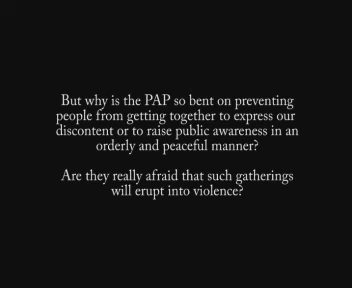 But why is the PAP so bent on preventing
people from getting together to express our
discontent or to raise public awareness in an
orderly and peaceful manner?
Are they really afraid that such gatherings
will erupt into violence?